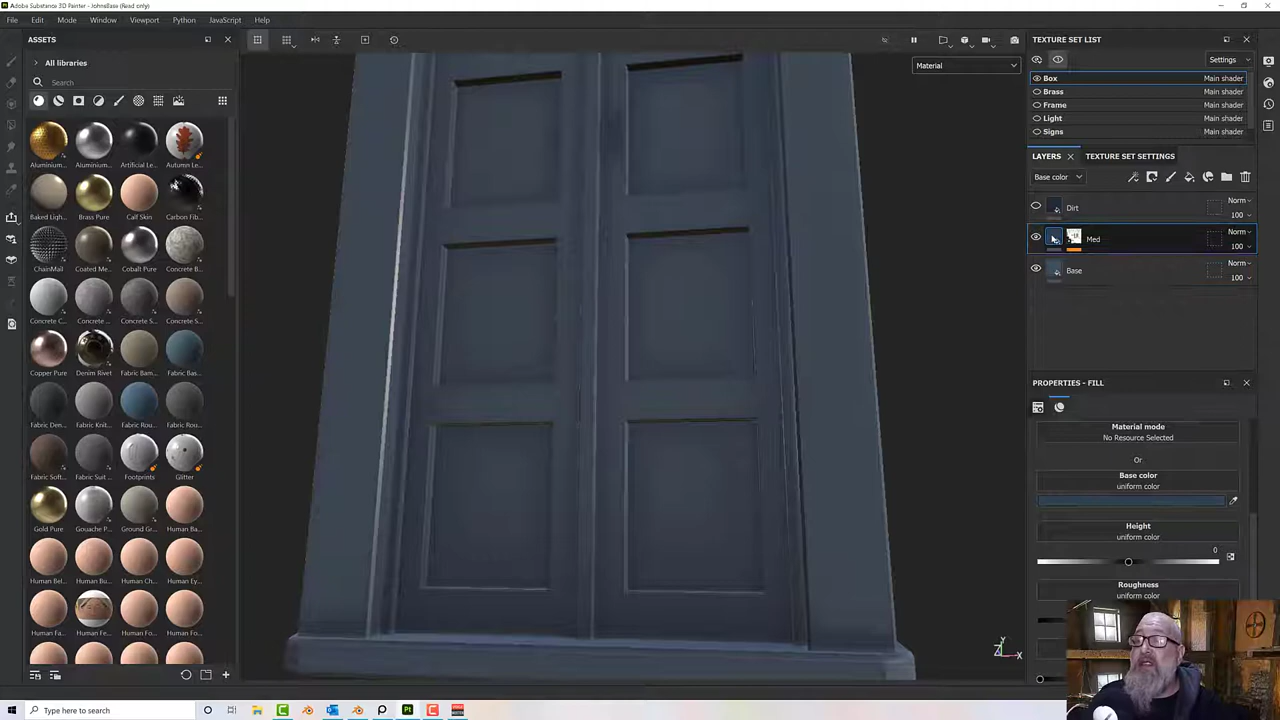 Adobe Substance 3D Painter - JohnsBase (Read only)
File Edit Mode Window Viewport Python JavaScript Help
ASSETS
All libraries
Search
Aluminium... Aluminium... Artificial Le... Autumn Le...
Baked Ligh... Brass Pure Calf Skin Carbon Fib...
ChainMail Coated Me... Cobalt Pure Concrete B...
Concrete C... Concrete ... Concrete S... Concrete S...
Copper Pure Denim Rivet Fabric Bam... Fabric Bas...
Fabric Den... Fabric Knit... Fabric Rou... Fabric Rou...
Fabric Soft... Fabric Suit ... Footprints Glitter
Gold Pure Gouache P... Ground Gr... Human Ba...
Human Bel... Human Bu... Human Ch... Human Ey...
Human Fa... Human Fe... Human Fo... Human Fo...
Material
Y
Z X
TEXTURE SET LIST
Settings
Box Main shader
Brass Main shader
Frame Main shader
Light Main shader
Signs Main shader
LAYERS TEXTURE SET SETTINGS
Base color
Dirt Norm
100
Med Norm
100
Base Norm
100
PROPERTIES - FILL
Material mode
No Resource Selected
Or
Base color
uniform color
Height
uniform color
0
Roughness
uniform color
Type here to search